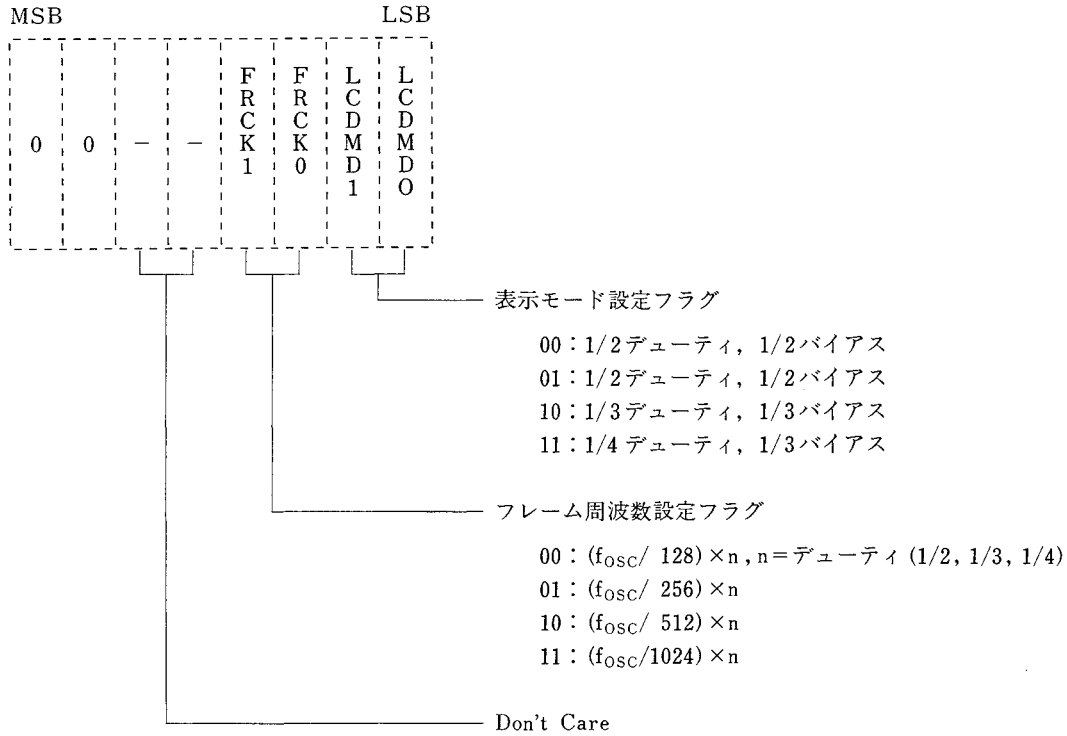 MSB LSB
0 0 - - FRCK1 FRCK0 LCDMD1 LCDMD0
表示モード設定フラグ
00：1/2デューティ, 1/2バイアス
01：1/2デューティ, 1/2バイアス
10：1/3デューティ, 1/3バイアス
11：1/4デューティ, 1/3バイアス
フレーム周波数設定フラグ
00：(fOSC/ 128)×n , n＝デューティ (1/2, 1/3, 1/4)
01：(fOSC/ 256)×n
10：(fOSC/ 512)×n
11：(fOSC/1024)×n
Don't Care